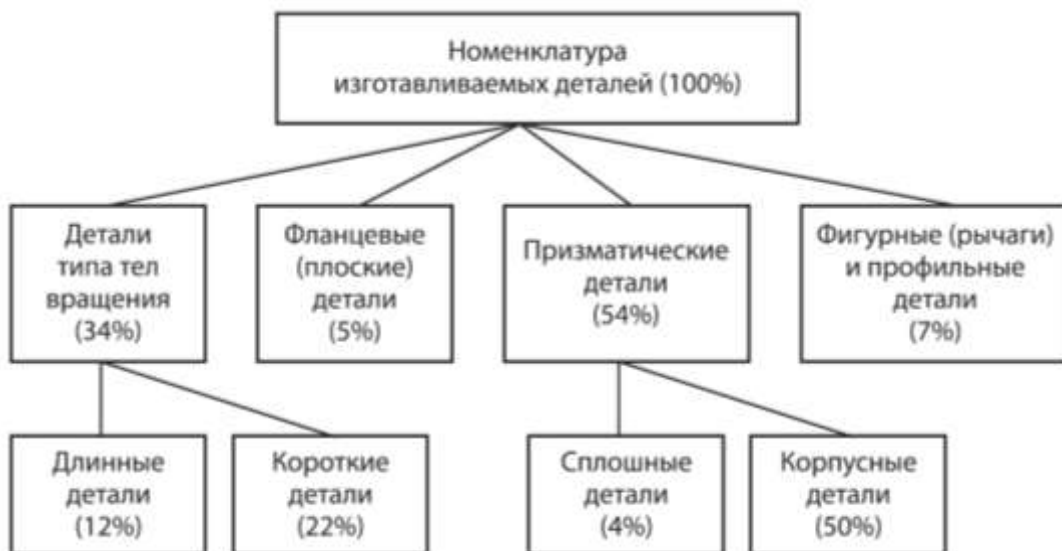 Номенклатура
изготавливаемых деталей (100%)
Детали
типа тел
вращения
(34%)
Фланцевые
(плоские)
детали
(5%)
Призматические
детали
(54%)
Фигурные (рычаги)
и профильные
детали
(7%)
Длинные
детали
(12%)
Короткие
детали
(22%)
Сплошные
детали
(4%)
Корпусные
детали
(50%)